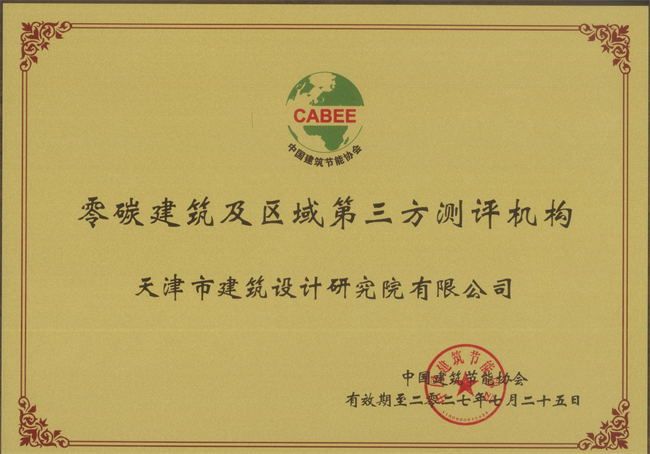 CABEE
中国建筑节能协会
零碳建筑及区域第三方测评机构
天津市建筑设计研究院有限公司
中国建筑节能协会
有效期至二〇二七年七月二十五日